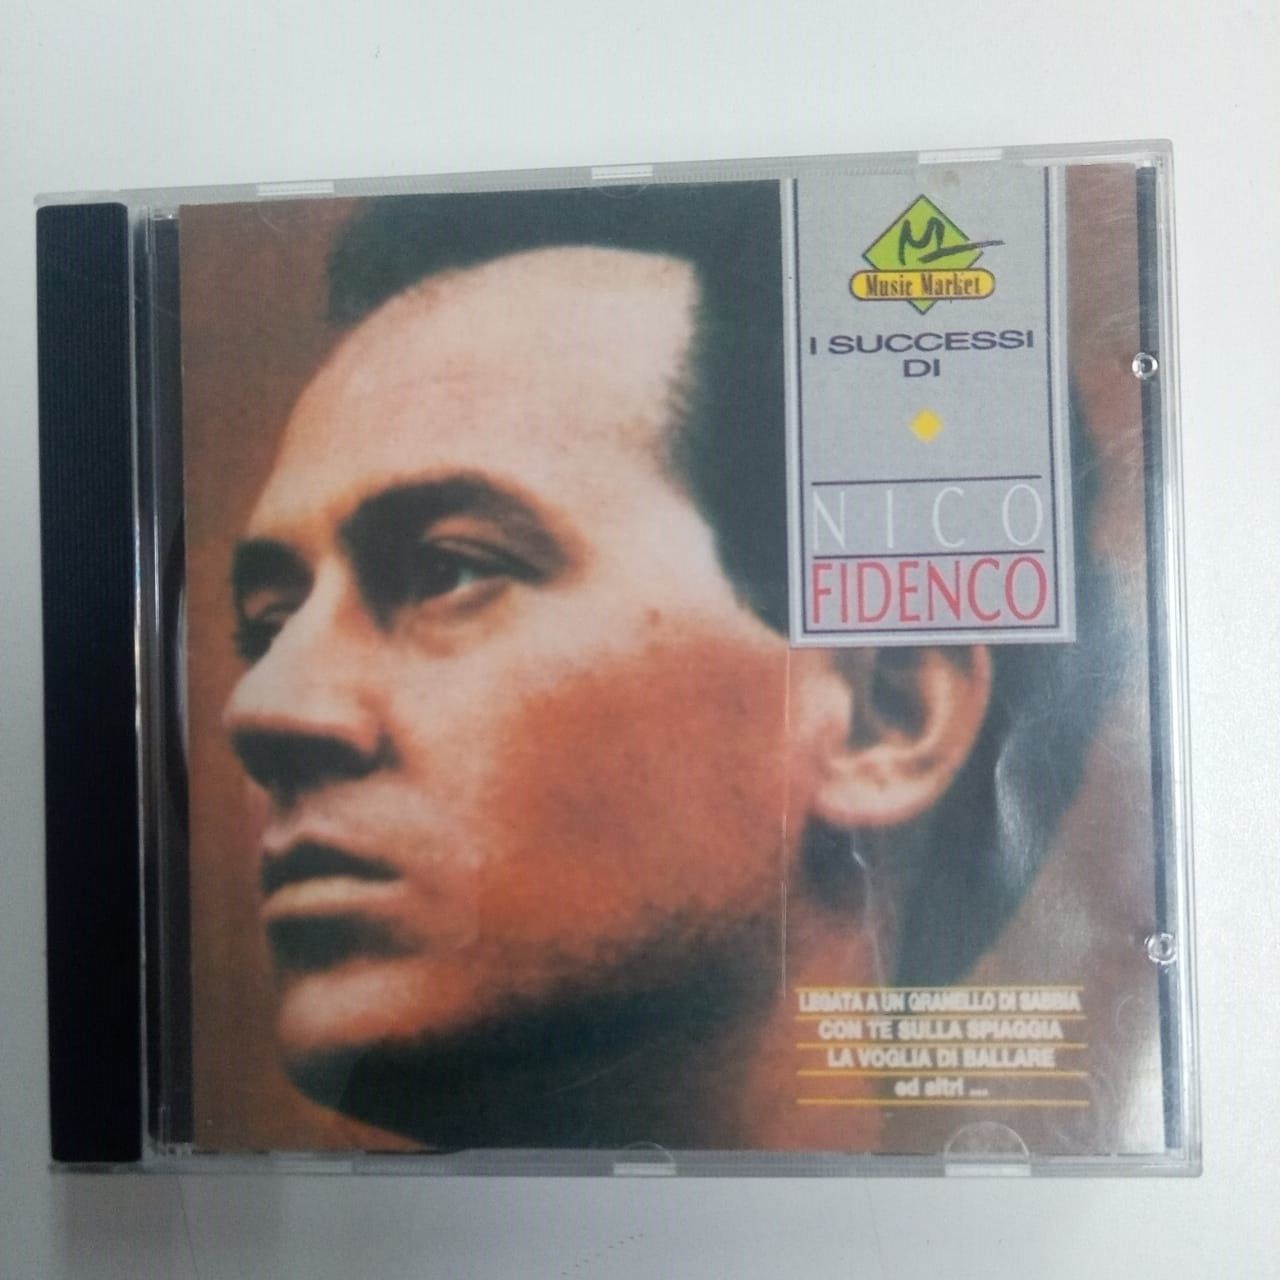 M
Music Market
I SUCCESSI
DI
NICO
FIDENCO
LEGATA A UN GRANELLO DI SABBIA
CON TE SULLA SPIAGGIA
LA VOGLIA DI BALLARE
ed altri ...